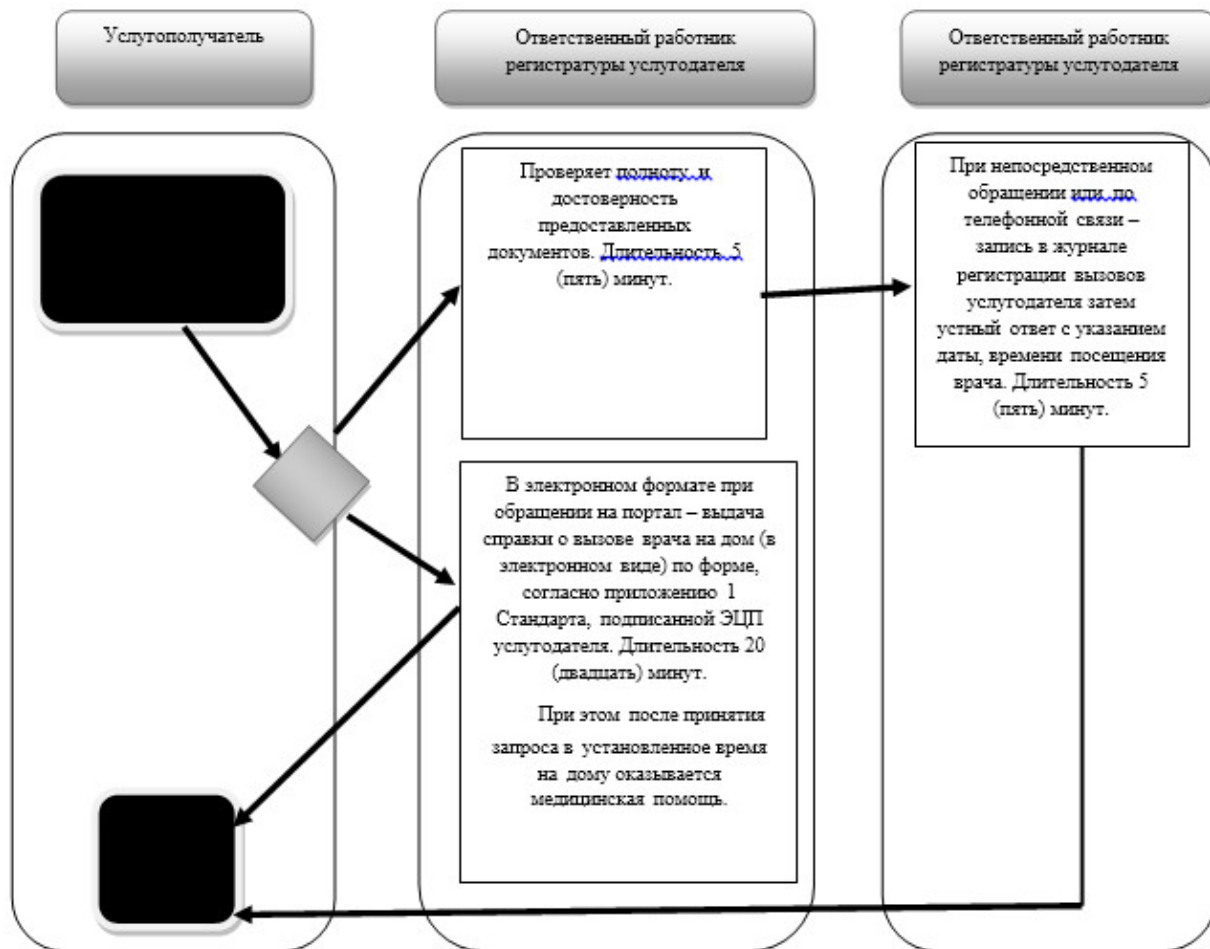 Услугополучатель
Ответственный работник
регистратуры услугодателя
Ответственный работник
регистратуры услугодателя
Проверяет полноту и
достоверность
предоставленных
документов. Длительность 5
(пять) минут.
В электронном формате при
обращении на портал – выдача
справки о вызове врача на дом (в
электронном виде) по форме,
согласно приложению 1
Стандарта, подписанной ЭЦП
услугодателя. Длительность 20
(двадцать) минут.
При этом после принятия
запроса в установленное время
на дому оказывается
медицинская помощь.
При непосредственном
обращении или по
телефонной связи –
запись в журнале
регистрации вызовов
услугодателя затем
устный ответ с указанием
даты, времени посещения
врача. Длительность 5
(пять) минут.